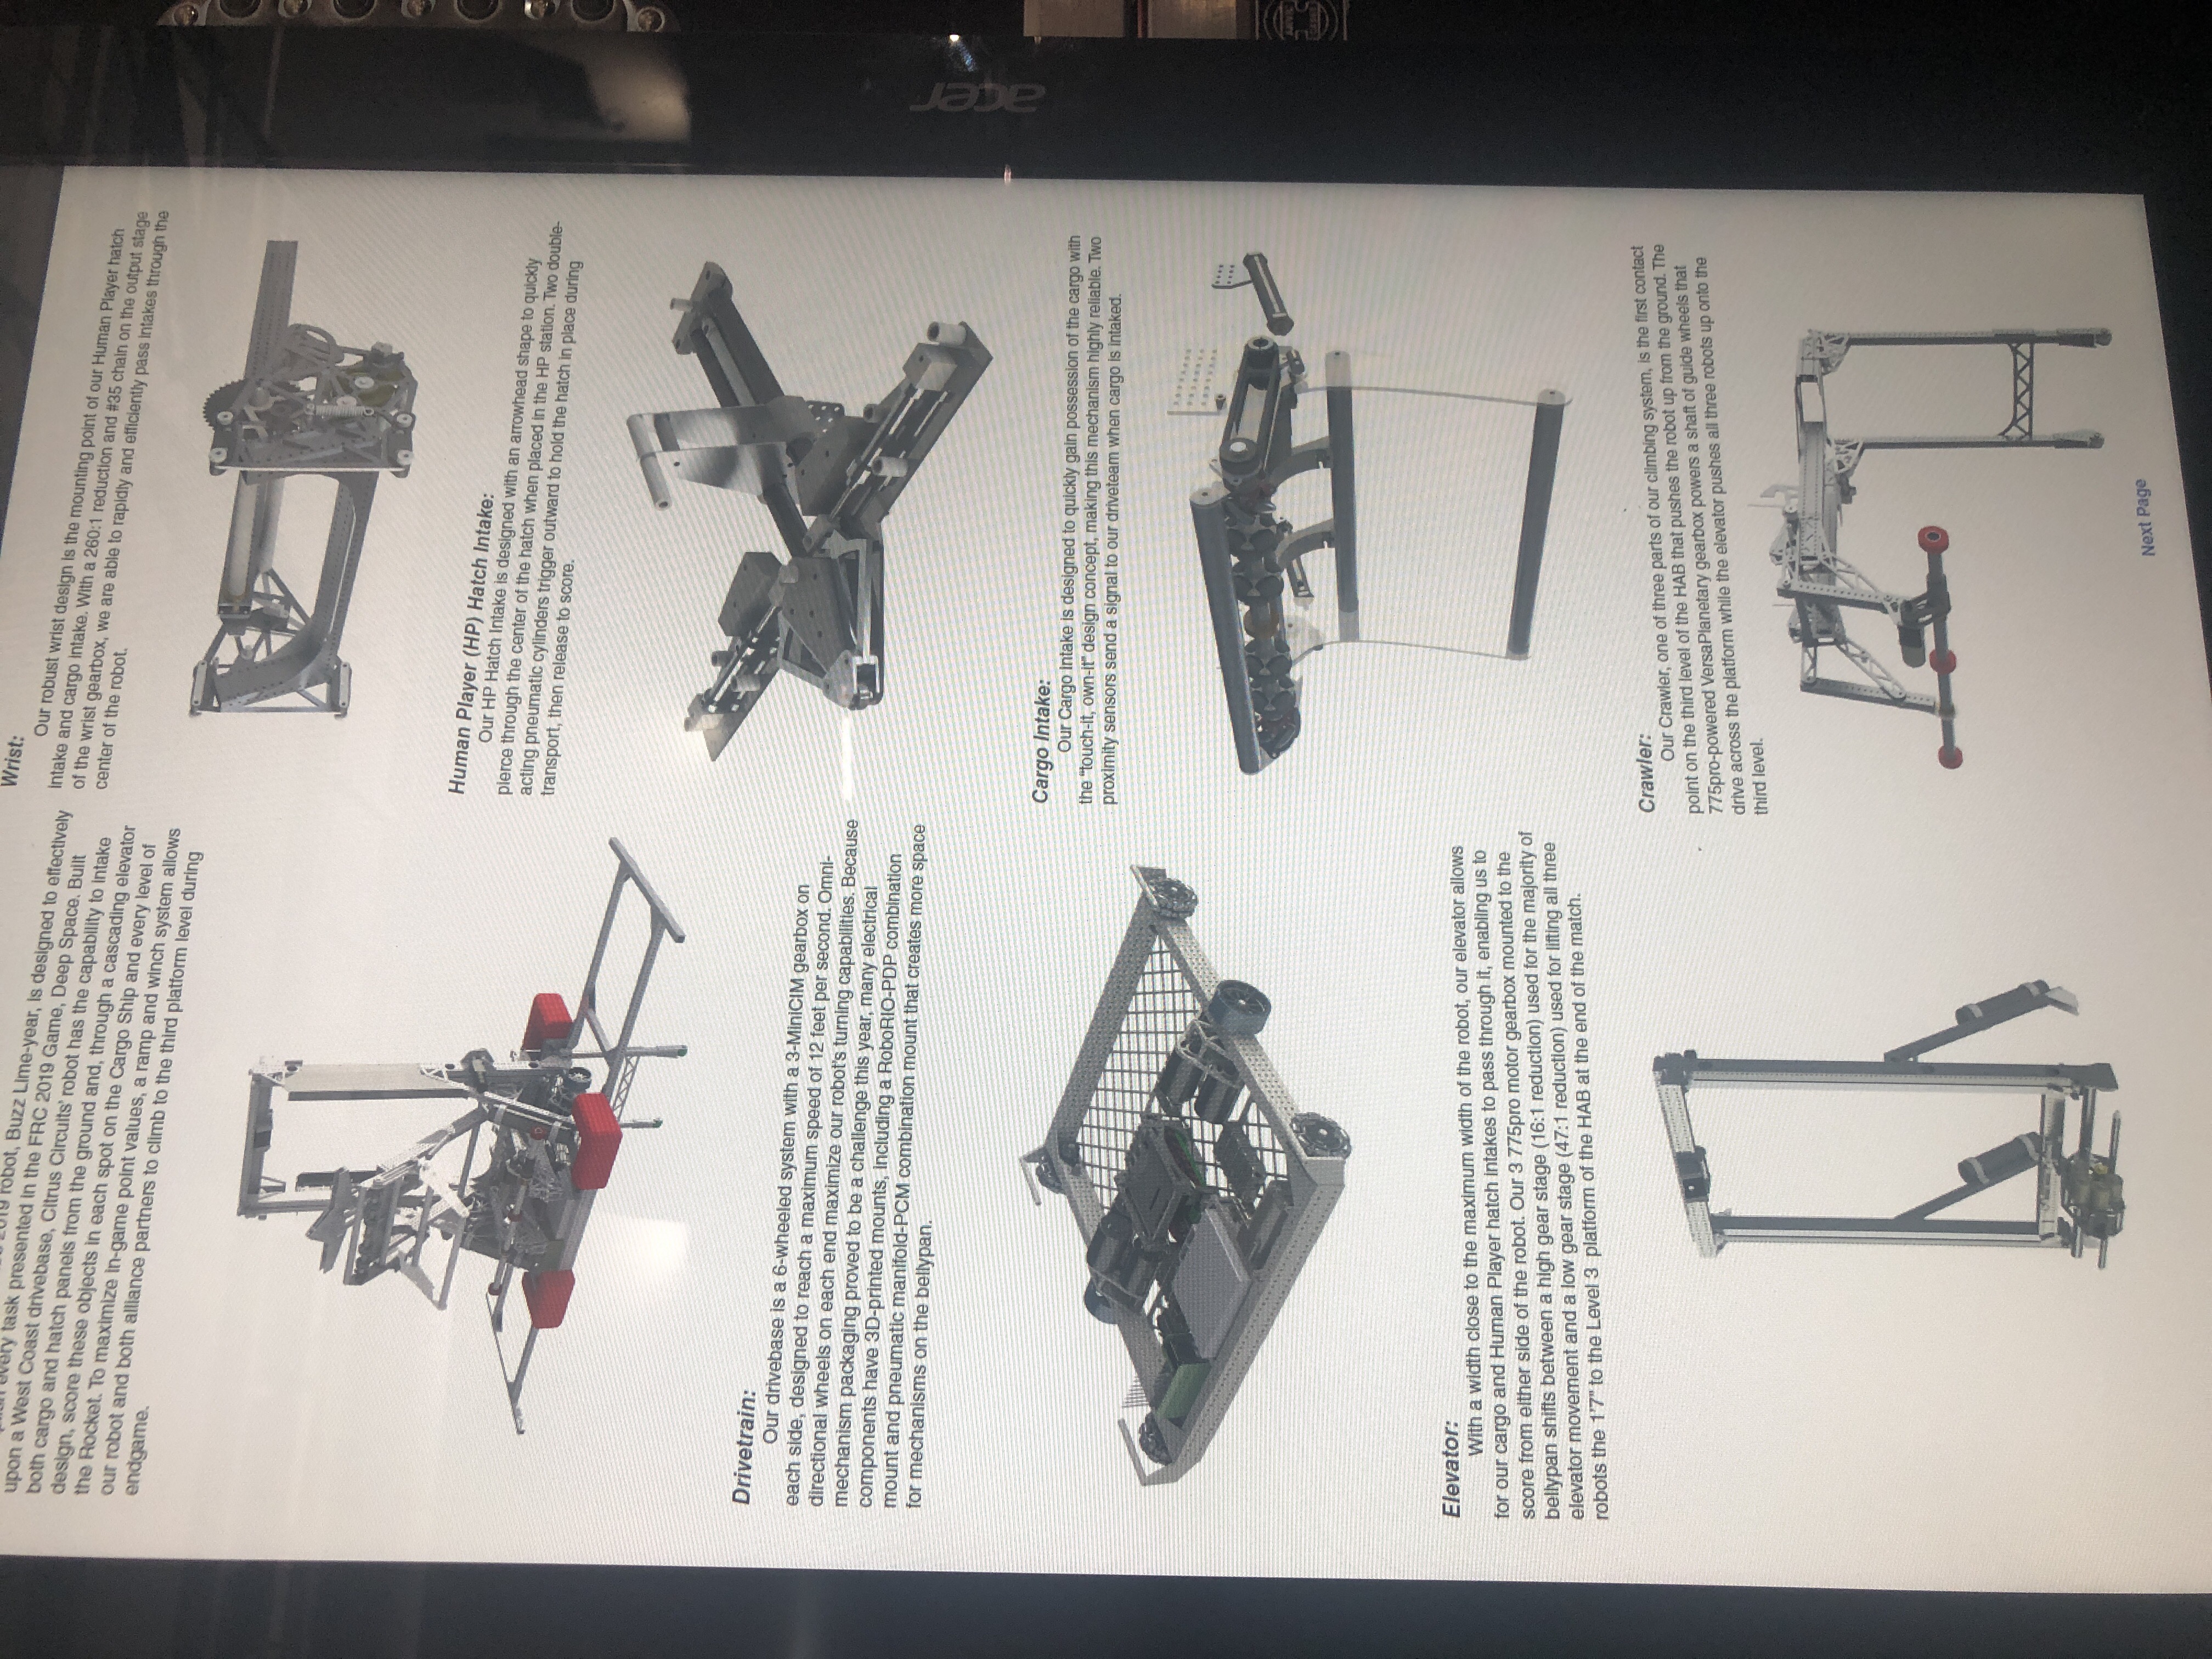 2019 robot, Buzz Lime-year, is designed to effectively
every task presented in the FRC 2019 Game, Deep Space. Built
upon a West Coast drivebase, Citrus Circuits' robot has the capability to intake
both cargo and hatch panels from the ground and, through a cascading elevator
design, score these objects in each spot on the Cargo Ship and every level of
the Rocket. To maximize in-game point values, a ramp and winch system allows
our robot and both alliance partners to climb to the third platform level during
endgame.
Drivetrain:
Our drivebase is a 6-wheeled system with a 3-MiniCIM gearbox on
each side, designed to reach a maximum speed of 12 feet per second. Omni-
directional wheels on each end maximize our robot's turning capabilities. Because
mechanism packaging proved to be a challenge this year, many electrical
components have 3D-printed mounts, including a RoboRIO-PDP combination
mount and pneumatic manifold-PCM combination mount that creates more space
for mechanisms on the bellypan.
Elevator:
With a width close to the maximum width of the robot, our elevator allows
for our cargo and Human Player hatch intakes to pass through it, enabling us to
score from either side of the robot. Our 3 775pro motor gearbox mounted to the
bellypan shifts between a high gear stage (16:1 reduction) used for the majority of
elevator movement and a low gear stage (47:1 reduction) used for lifting all three
robots the 1'7" to the Level 3 platform of the HAB at the end of the match.
Wrist:
Our robust wrist design is the mounting point of our Human Player hatch
intake and cargo intake. With a 260:1 reduction and #35 chain on the output stage
of the wrist gearbox, we are able to rapidly and efficiently pass intakes through the
center of the robot.
Human Player (HP) Hatch Intake:
Our HP Hatch Intake is designed with an arrowhead shape to quickly
pierce through the center of the hatch when placed in the HP station. Two double-
acting pneumatic cylinders trigger outward to hold the hatch in place during
transport, then release to score.
Cargo Intake:
Our Cargo intake is designed to quickly gain possession of the cargo with
the "touch-it, own-it" design concept, making this mechanism highly reliable. Two
proximity sensors send a signal to our driveteam when cargo is intaked.
Crawler:
Our Crawler, one of three parts of our climbing system, is the first contact
point on the third level of the HAB that pushes the robot up from the ground. The
775pro-powered VersaPlanetary gearbox powers a shaft of guide wheels that
drive across the platform while the elevator pushes all three robots up onto the
third level.
Next Page
acer